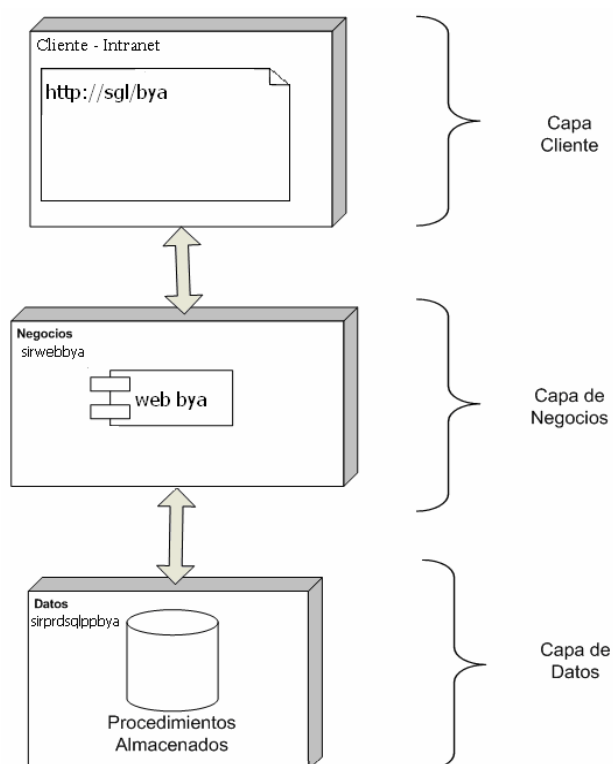 Cliente - Intranet
http://sgl/bya
Capa
Cliente
Negocios
sirwebbya
web bya
Capa de
Negocios
Datos
sirprdsqlppbya
Procedimientos
Almacenados
Capa de
Datos